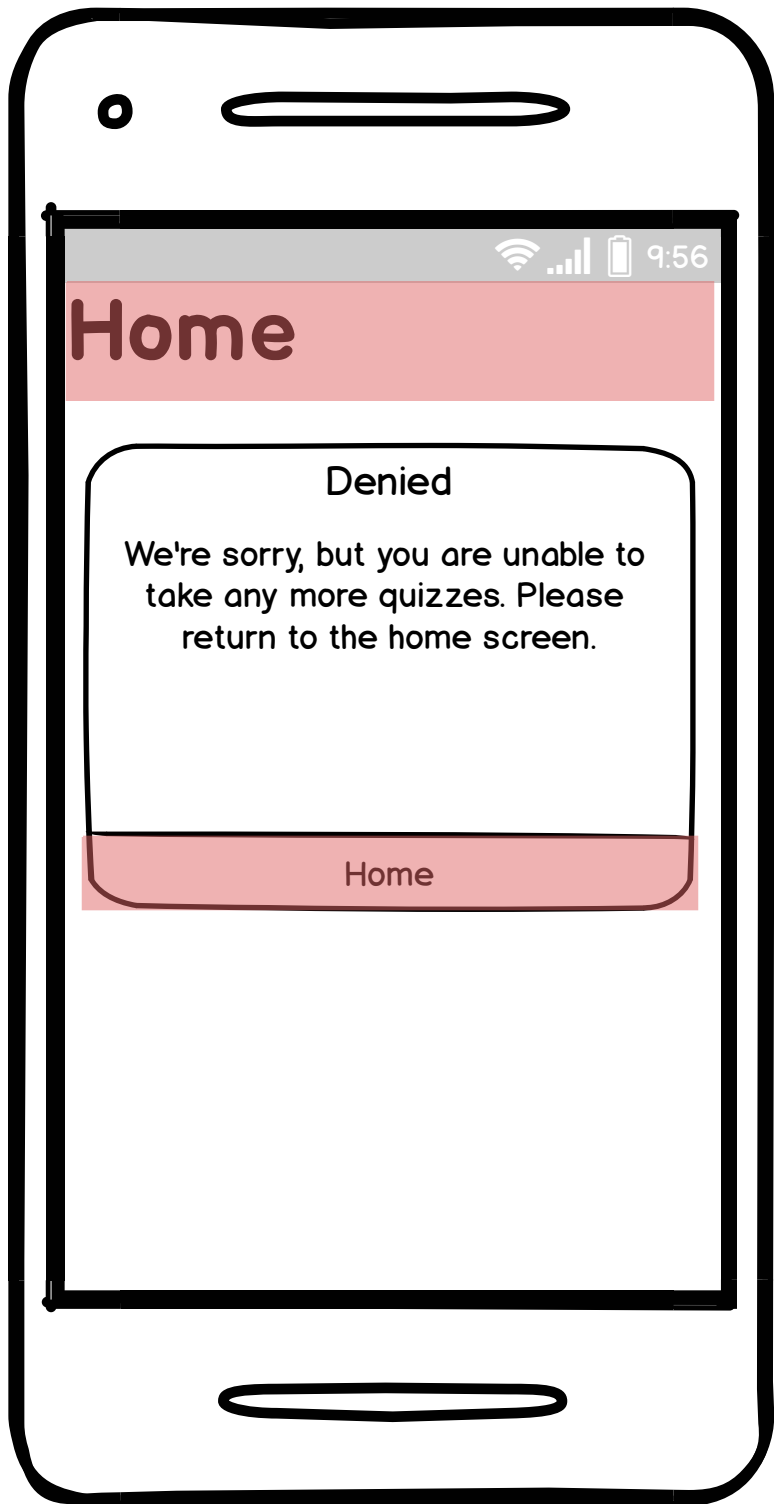 9:56
Home
Denied
We're sorry, but you are unable to
take any more quizzes. Please
return to the home screen.
Home